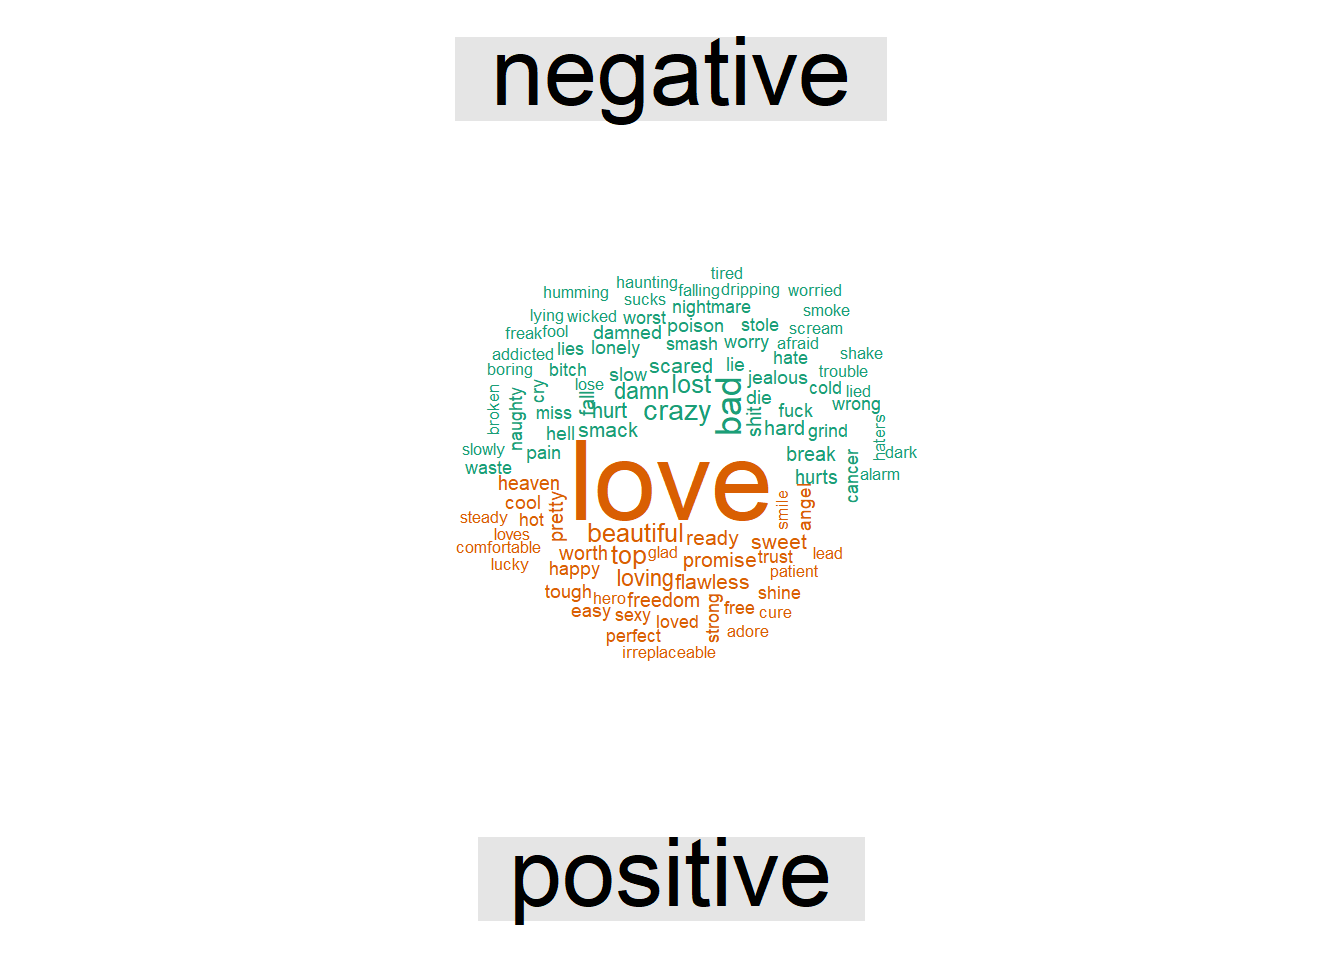 negative
tired
haunting
humming falling dripping worried
sucks
nightmare
lying wicked worst smoke
poison stole
freak fool damned scream
smash worry afraid
addicted lies lonely hate shake
boring bitch slow scared lie jealous trouble
broken naughty cry lose fall damn lost bad die cold lied
miss hurt crazy shit fuck wrong
hell smack hard grind haters
slowly pain break dark
waste love hurts cancer alarm
heaven
cool pretty smile angel
steady hot
loves beautiful ready sweet
comfortable worth top glad promise trust lead
lucky happy loving flawless patient
tough hero freedom strong shine
easy sexy loved free cure
perfect adore
irreplaceable
positive